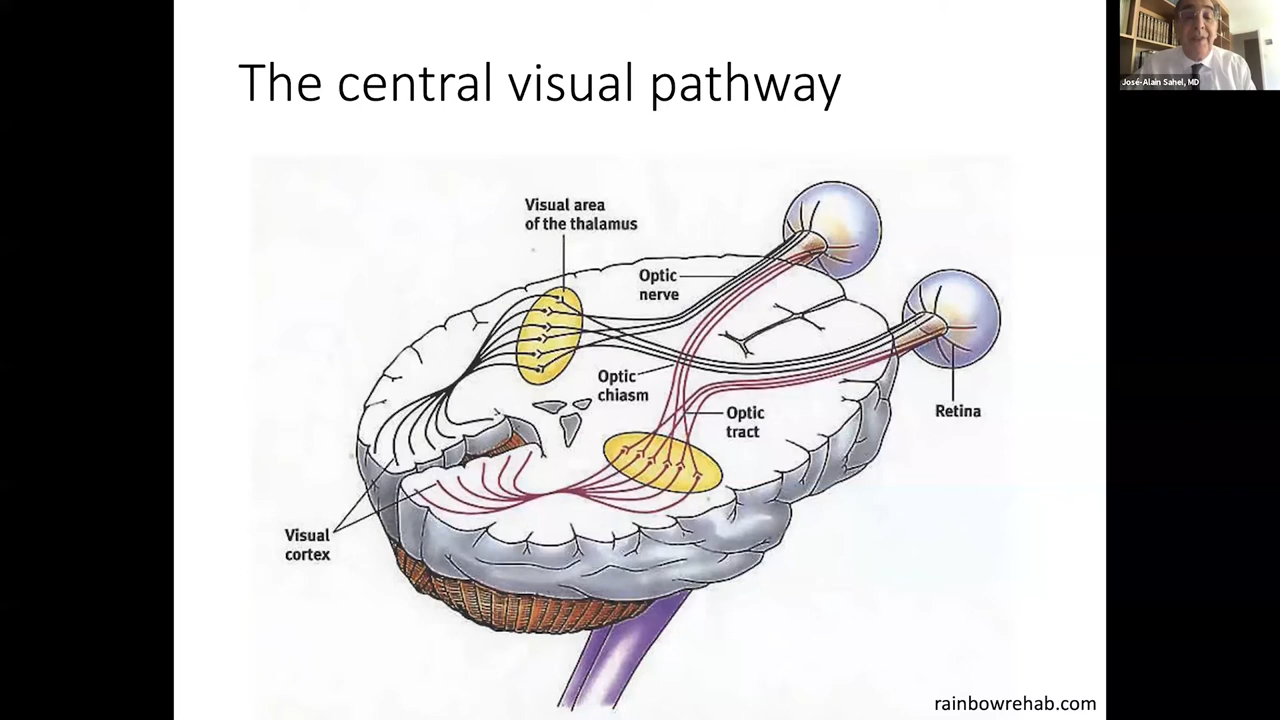 The central visual pathway
José-Alain Sahel, MD
Visual area
of the thalamus
Optic
nerve
Optic
chiasm
Optic
tract
Retina
Visual
cortex
rainbowrehab.com